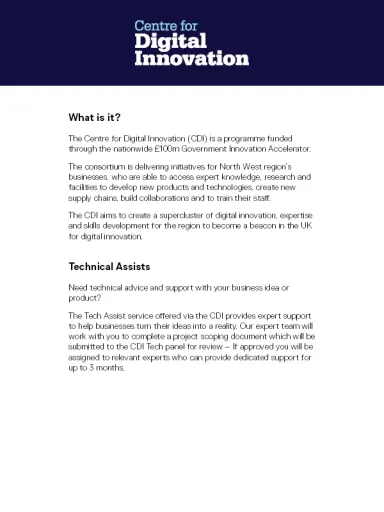 Centre for
Digital
Innovation
What is it?
The Centre for Digital Innovation (CDI) is a programme funded
through the nationwide £100m Government Innovation Accelerator.
The consortium is delivering initiatives for North West region's
businesses, who are able to access expert knowledge, research and
facilities to develop new products and technologies, create new
supply chains, build collaborations and to train their staff.
The CDI aims to create a supercluster of digital innovation, expertise
and skills development for the region to become a beacon in the UK
for digital innovation.
Technical Assists
Need technical advice and support with your business idea or
product?
The Tech Assist service offered via the CDI provides expert support
to help businesses turn their ideas into a reality. Our expert team will
work with you to complete a project scoping document which will be
submitted to the CDI Tech panel for review – If approved you will be
assigned to relevant experts who can provide dedicated support for
up to 3 months.